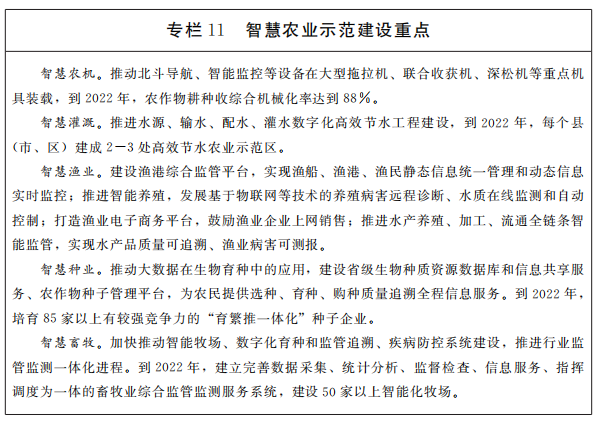 专栏 11 智慧农业示范建设重点
智慧农机。推动北斗导航、智能监控等设备在大型拖拉机、联合收获机、深松机等重点机
具装载，到 2022 年，农作物耕种收综合机械化率达到 88%。
智慧灌溉。推进水源、输水、配水、灌水数字化高效节水工程建设，到 2022 年，每个县
（市、区）建成 2－3 处高效节水农业示范区。
智慧渔业。建设渔港综合监管平台，实现渔船、渔港、渔民静态信息统一管理和动态信息
实时监控；推进智能养殖，发展基于物联网等技术的养殖病害远程诊断、水质在线监测和自动
控制；打造渔业电子商务平台，鼓励渔业企业上网销售；推进水产养殖、加工、流通全链条智
能监管，实现水产品质量可追溯、渔业病害可测报。
智慧种业。推动大数据在生物育种中的应用，建设省级生物种质资源数据库和信息共享服
务、农作物种子管理平台，为农民提供选种、育种、购种质量追溯全程信息服务。到 2022 年，
培育 85 家以上有较强竞争力的“育繁推一体化”种子企业。
智慧畜牧。加快推动智能牧场、数字化育种和监管追溯、疾病防控系统建设，推进行业监
管监测一体化进程。到 2022 年，建立完善数据采集、统计分析、监督检查、信息服务、指挥
调度为一体的畜牧业综合监管监测服务系统，建设 50 家以上智能化牧场。